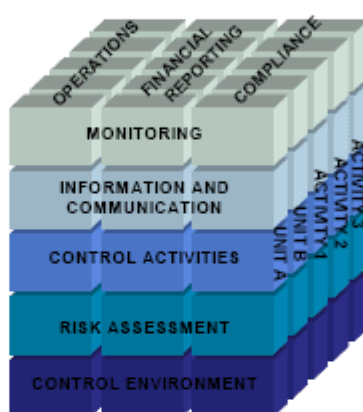 OPERATIONS
FINANCIAL
REPORTING
COMPLIANCE
MONITORING
INFORMATION AND
COMMUNICATION
CONTROL ACTIVITIES
RISK ASSESSMENT
CONTROL ENVIRONMENT
UNIT A
UNIT B
ACTIVITY 1
ACTIVITY 2
ACTIVITY 3